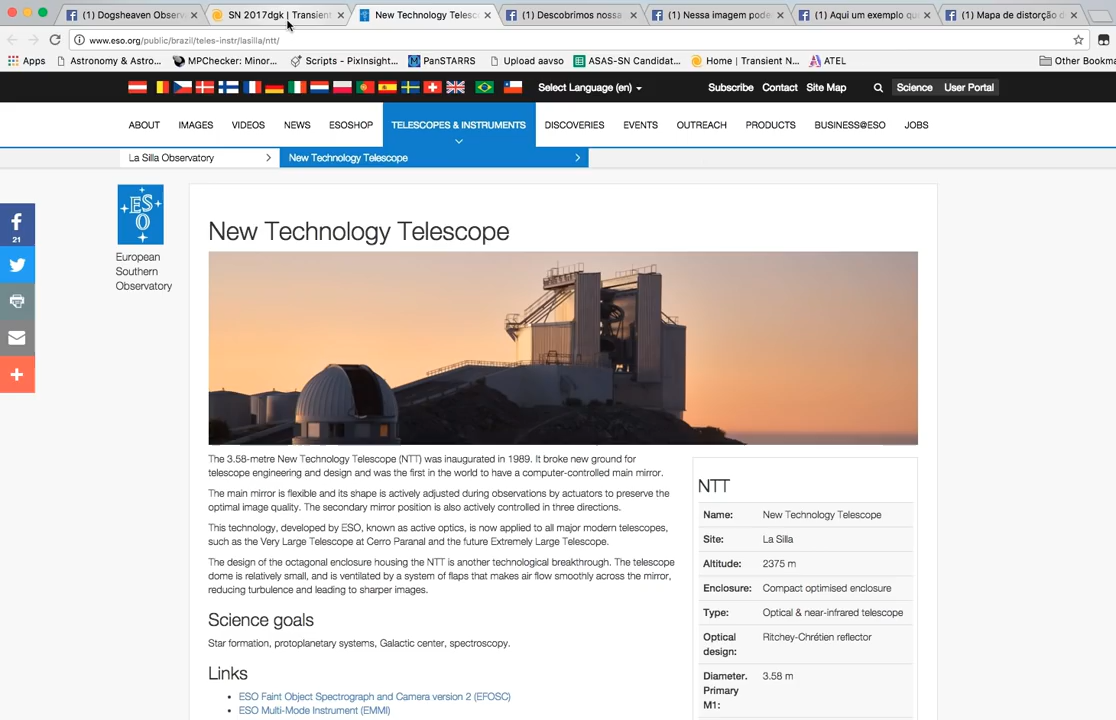 (1) Dogsheaven Observ
SN 2017dgk | Transient
New Technology Telesc
(1) Descobrimos nossa
(1) Nessa imagem pode
(1) Aqui um exemplo qu
(1) Mapa de distorção d
www.eso.org/public/brazil/teles-instr/lasilla/ntt/
Apps
Astronomy & Astro...
MPChecker: Minor...
Scripts - PixInsight...
PanSTARRS
Upload aavso
ASAS-SN Candidat...
Home | Transient N...
ATEL
Other Bookma
Select Language (en)
Subscribe
Contact
Site Map
Science
User Portal
ABOUT
IMAGES
VIDEOS
NEWS
ESOSHOP
TELESCOPES & INSTRUMENTS
DISCOVERIES
EVENTS
OUTREACH
PRODUCTS
BUSINESS@ESO
JOBS
La Silla Observatory
New Technology Telescope
21
ES
O
European
Southern
Observatory
New Technology Telescope
The 3.58-metre New Technology Telescope (NTT) was inaugurated in 1989. It broke new ground for
telescope engineering and design and was the first in the world to have a computer-controlled main mirror.
The main mirror is flexible and its shape is actively adjusted during observations by actuators to preserve the
optimal image quality. The secondary mirror position is also actively controlled in three directions.
This technology, developed by ESO, known as active optics, is now applied to all major modern telescopes,
such as the Very Large Telescope at Cerro Paranal and the future Extremely Large Telescope.
The design of the octagonal enclosure housing the NTT is another technological breakthrough. The telescope
dome is relatively small, and is ventilated by a system of flaps that makes air flow smoothly across the mirror,
reducing turbulence and leading to sharper images.
Science goals
Star formation, protoplanetary systems, Galactic center, spectroscopy.
Links
ESO Faint Object Spectrograph and Camera version 2 (EFOSC)
ESO Multi-Mode Instrument (EMMI)
NTT
Name: New Technology Telescope
Site: La Silla
Altitude: 2375 m
Enclosure: Compact optimised enclosure
Type: Optical & near-infrared telescope
Optical Ritchey-Chrétien reflector
design:
Diameter. 3.58 m
Primary
M1: